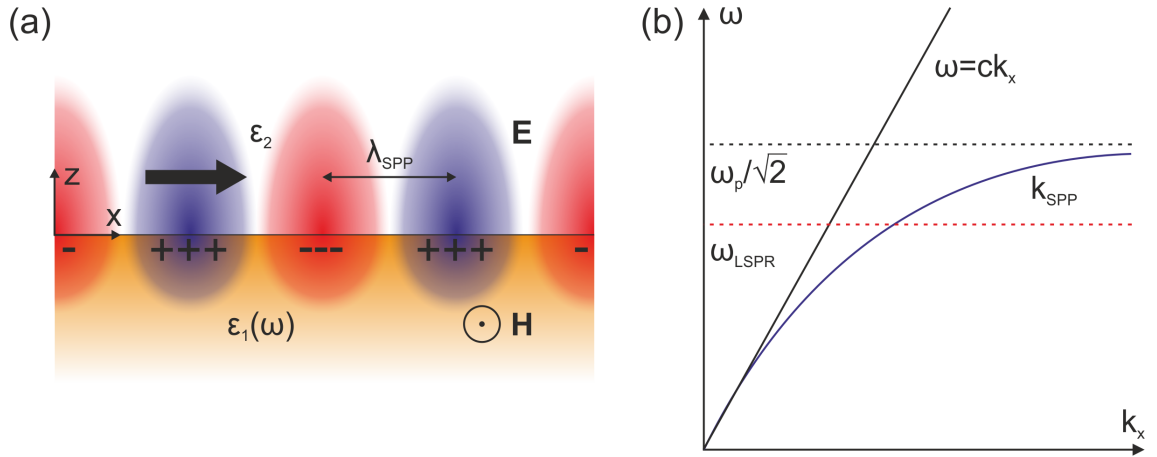 (a)
ε₂
E
λSPP
z
x
- +++ --- +++ -
ε₁(ω)
H
(b)
ω
ω=ckₓ
ωₚ/√2
kSPP
ωLSPR
kₓ